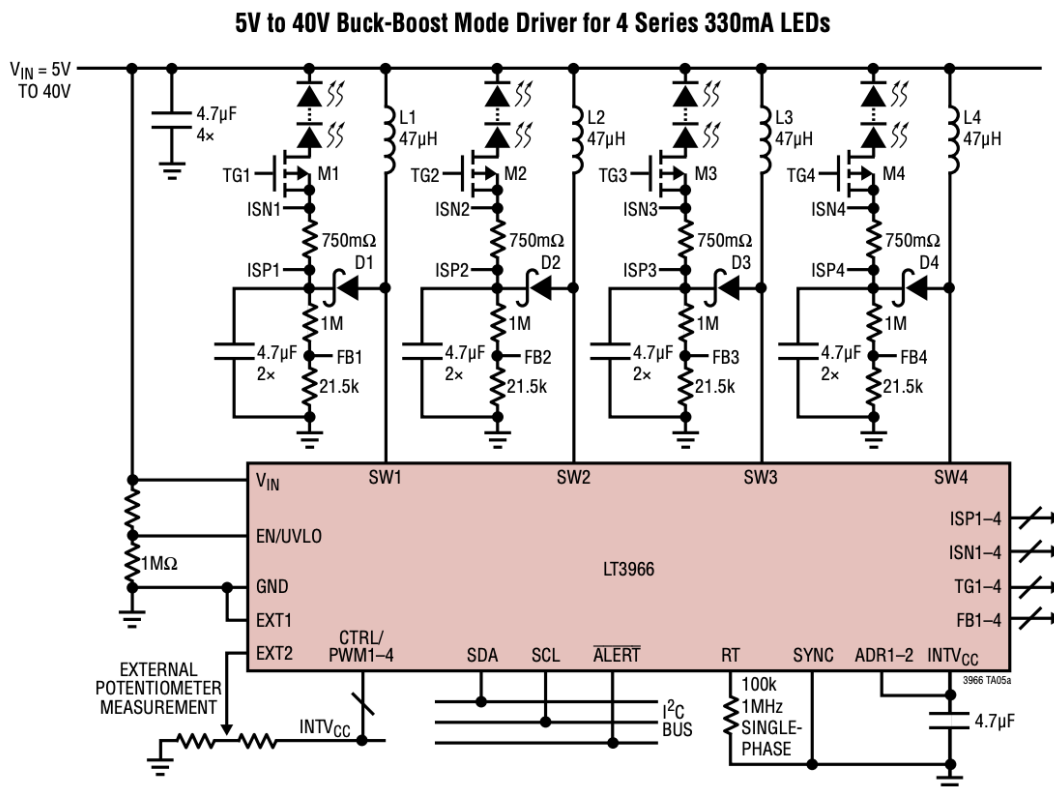 5V to 40V Buck-Boost Mode Driver for 4 Series 330mA LEDs
VIN = 5V
TO 40V
4.7µF
4×
L1
47µH
L2
47µH
L3
47µH
L4
47µH
TG1
M1
TG2
M2
TG3
M3
TG4
M4
ISN1
ISN2
ISN3
ISN4
750mΩ
750mΩ
750mΩ
750mΩ
ISP1
D1
ISP2
D2
ISP3
D3
ISP4
D4
1M
1M
1M
1M
4.7µF
2×
FB1
4.7µF
2×
FB2
4.7µF
2×
FB3
4.7µF
2×
FB4
21.5k
21.5k
21.5k
21.5k
VIN
SW1
SW2
SW3
SW4
EN/UVLO
1MΩ
GND
EXT1
EXT2
LT3966
ISP1–4
ISN1–4
TG1–4
FB1–4
CTRL/
PWM1–4
SDA
SCL
ALERT
RT
SYNC
ADR1–2
INTVCC
3966 TA05a
EXTERNAL
POTENTIOMETER
MEASUREMENT
INTVCC
I2C
BUS
100k
1MHz
SINGLE-
PHASE
4.7µF